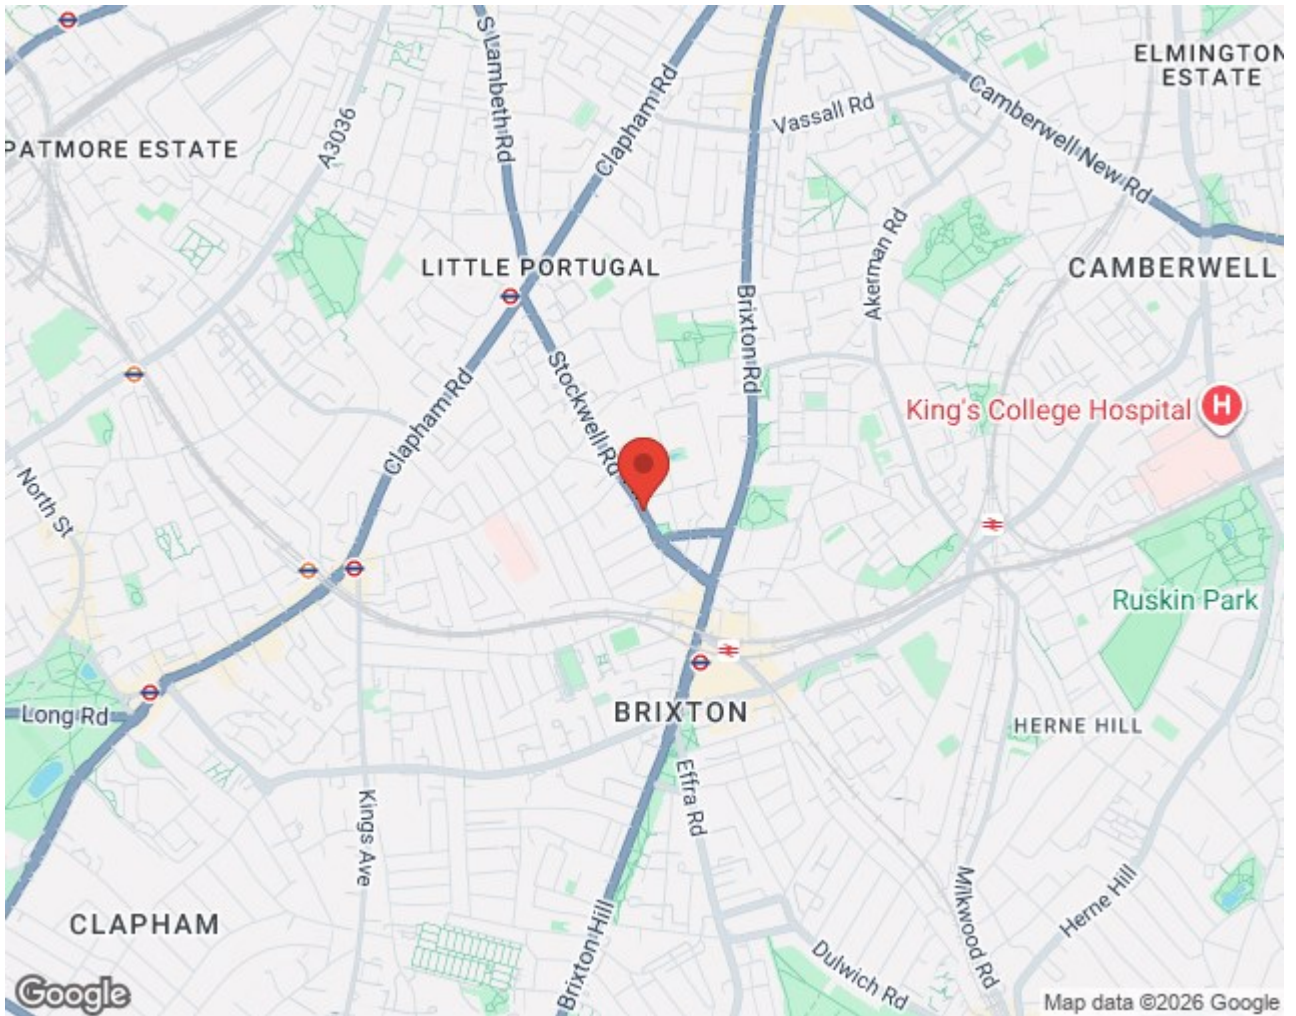 S Lambeth Rd
Clapham Rd
Vassall Rd
Camberwell New Rd
ELMINGTON
ESTATE
PATMORE ESTATE
A3036
LITTLE PORTUGAL
Akerman Rd
CAMBERWELL
Brixton Rd
Stockwell Rd
Clapham Rd
King's College Hospital
H
North St
Ruskin Park
Long Rd
BRIXTON
HERNE HILL
Effra Rd
Kings Ave
Milkwood Rd
Herne Hill
CLAPHAM
Brixton Hill
Dulwich Rd
Google
Map data ©2026 Google